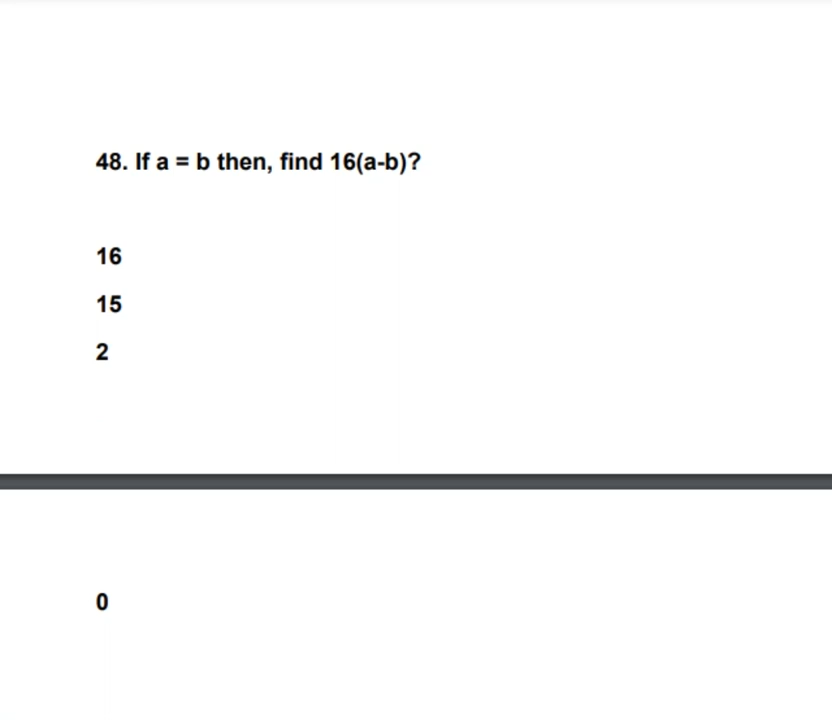 48. If a = b then, find 16(a-b)?
16
15
2
0